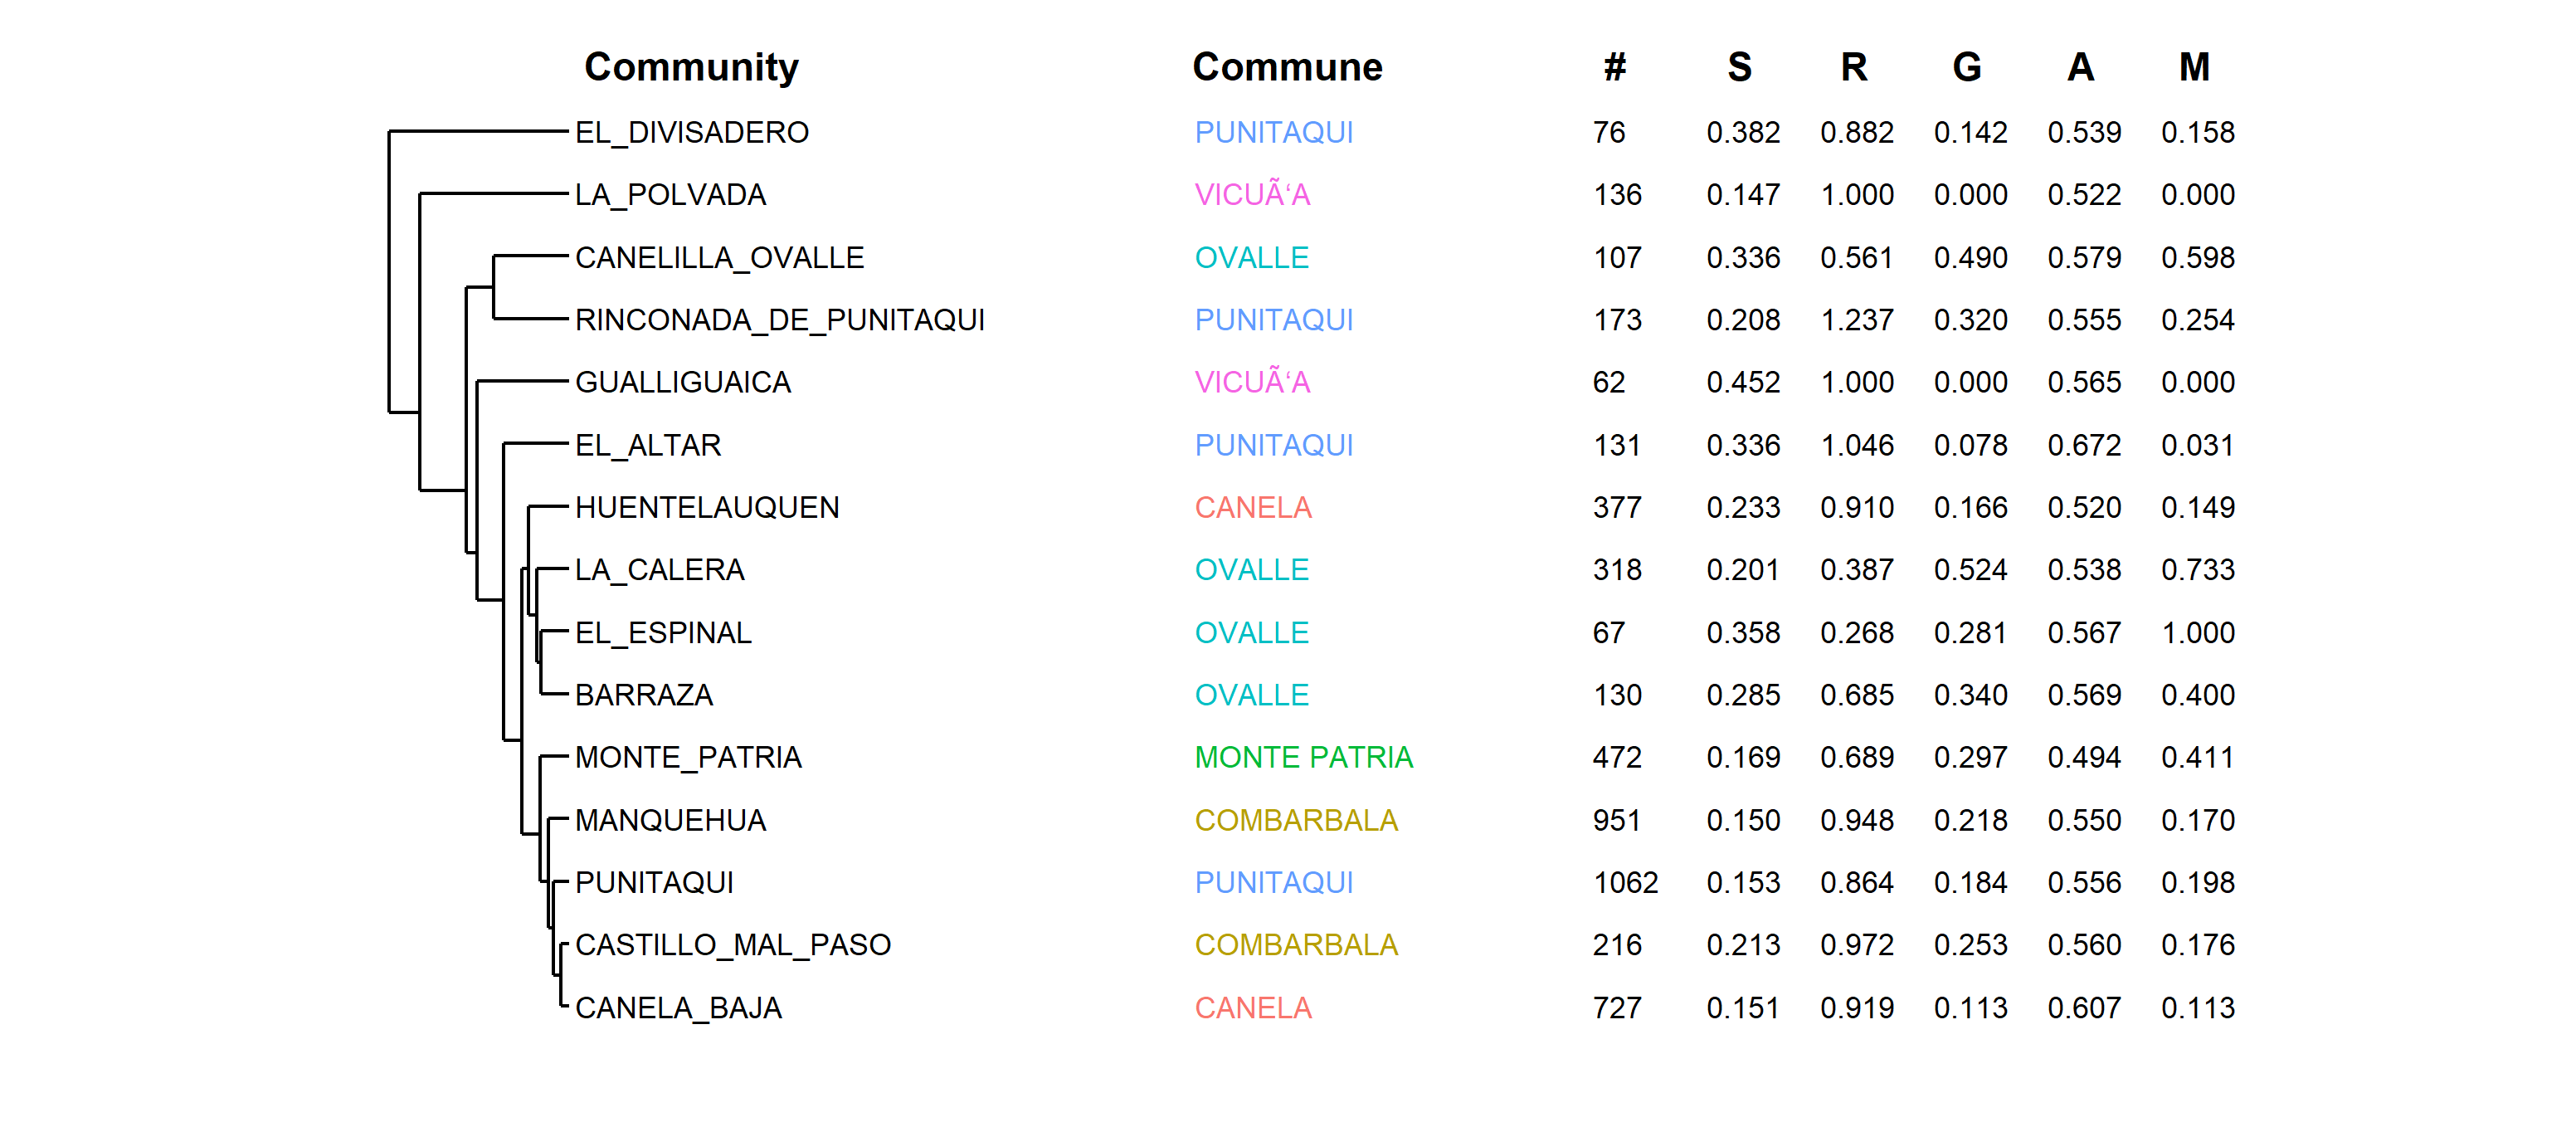 Community Commune # S R G A M
EL_DIVISADERO PUNITAQUI 76 0.382 0.882 0.142 0.539 0.158
LA_POLVADA VICUÃ‘A 136 0.147 1.000 0.000 0.522 0.000
CANELILLA_OVALLE OVALLE 107 0.336 0.561 0.490 0.579 0.598
RINCONADA_DE_PUNITAQUI PUNITAQUI 173 0.208 1.237 0.320 0.555 0.254
GUALLIGUAICA VICUÃ‘A 62 0.452 1.000 0.000 0.565 0.000
EL_ALTAR PUNITAQUI 131 0.336 1.046 0.078 0.672 0.031
HUENTELAUQUEN CANELA 377 0.233 0.910 0.166 0.520 0.149
LA_CALERA OVALLE 318 0.201 0.387 0.524 0.538 0.733
EL_ESPINAL OVALLE 67 0.358 0.268 0.281 0.567 1.000
BARRAZA OVALLE 130 0.285 0.685 0.340 0.569 0.400
MONTE_PATRIA MONTE PATRIA 472 0.169 0.689 0.297 0.494 0.411
MANQUEHUA COMBARBALA 951 0.150 0.948 0.218 0.550 0.170
PUNITAQUI PUNITAQUI 1062 0.153 0.864 0.184 0.556 0.198
CASTILLO_MAL_PASO COMBARBALA 216 0.213 0.972 0.253 0.560 0.176
CANELA_BAJA CANELA 727 0.151 0.919 0.113 0.607 0.113